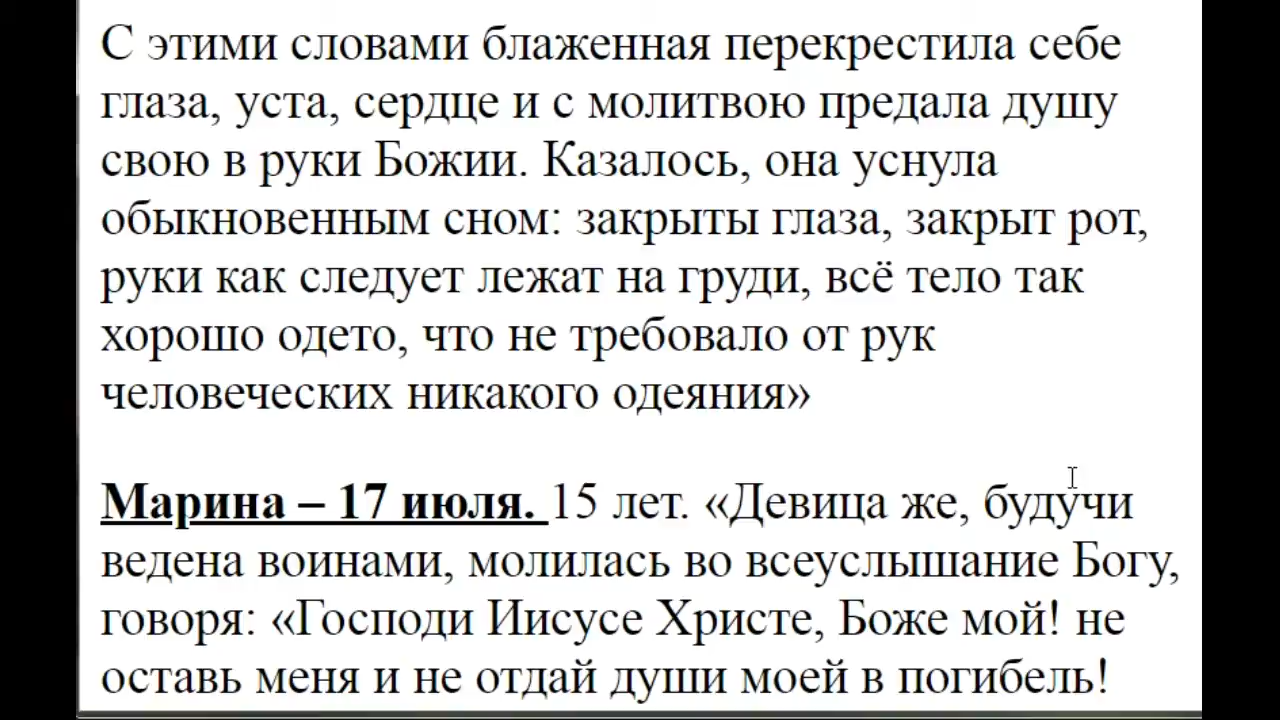 С этими словами блаженная перекрестила себе
глаза, уста, сердце и с молитвою предала душу
свою в руки Божии. Казалось, она уснула
обыкновенным сном: закрыты глаза, закрыт рот,
руки как следует лежат на груди, всё тело так
хорошо одето, что не требовало от рук
человеческих никакого одеяния»
Марина – 17 июля. 15 лет. «Девица же, будучи
ведена воинами, молилась во всеуслышание Богу,
говоря: «Господи Иисусе Христе, Боже мой! не
оставь меня и не отдай души моей в погибель!